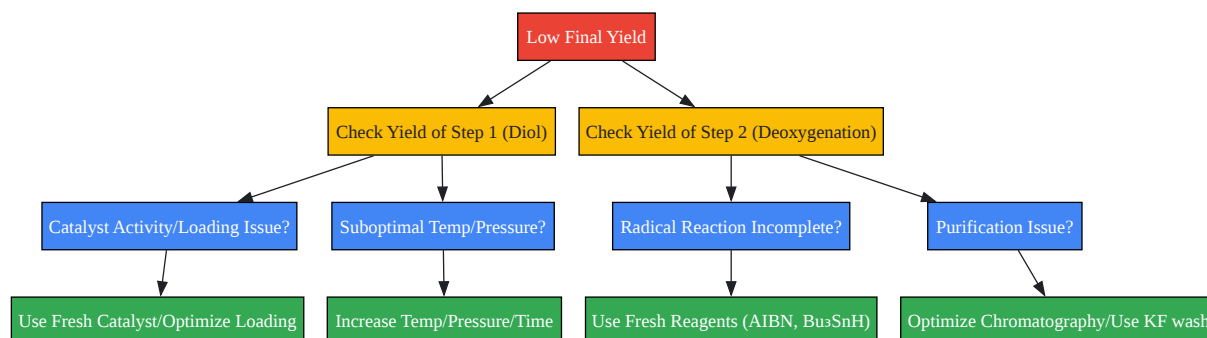 Low Final Yield
Check Yield of Step 1 (Diol)
Check Yield of Step 2 (Deoxygenation)
Catalyst Activity/Loading Issue?
Suboptimal Temp/Pressure?
Radical Reaction Incomplete?
Purification Issue?
Use Fresh Catalyst/Optimize Loading
Increase Temp/Pressure/Time
Use Fresh Reagents (AIBN, Bu₃SnH)
Optimize Chromatography/Use KF wash